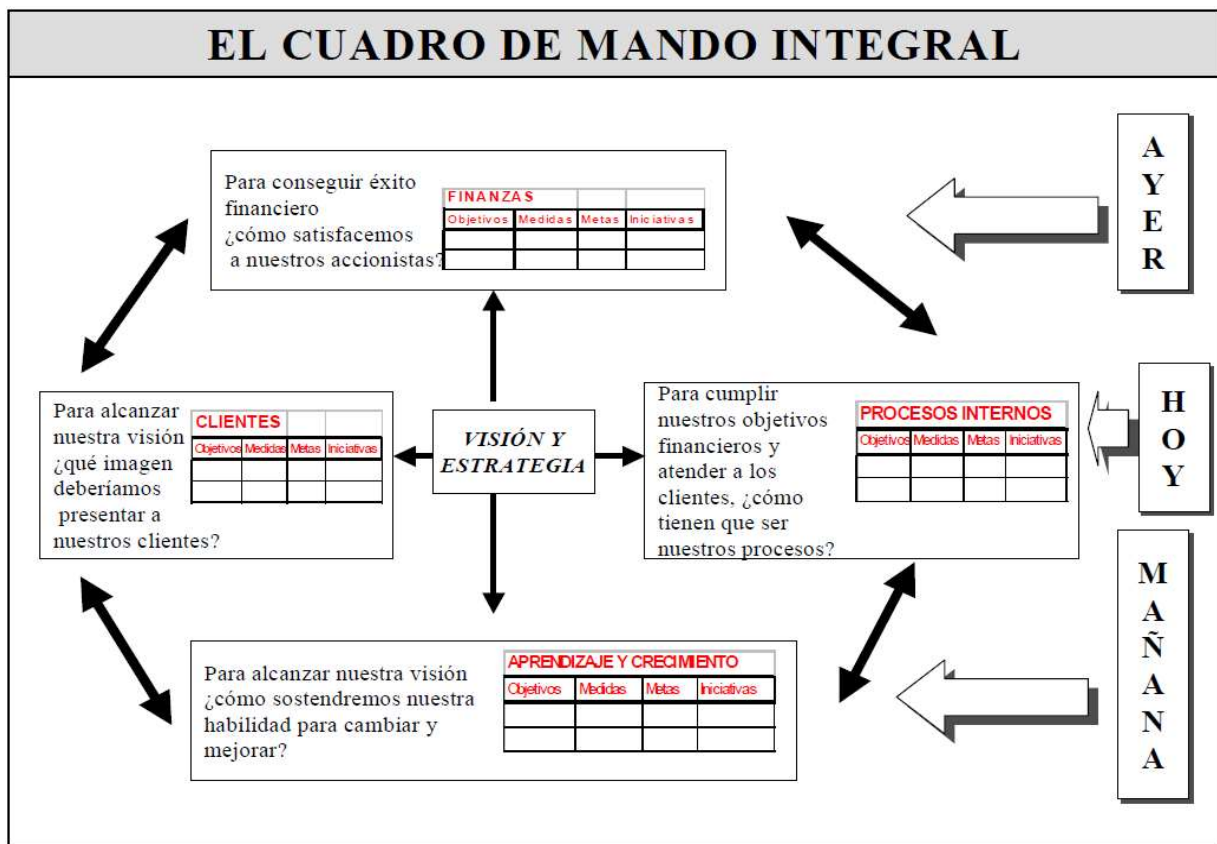 EL CUADRO DE MANDO INTEGRAL
Para conseguir éxito
financiero
¿cómo satisfacemos
a nuestros accionistas?
FINANZAS
Objetivos Medidas Metas Iniciativas
AYER
Para alcanzar
nuestra visión
¿qué imagen
deberíamos
presentar a
nuestros clientes?
CLIENTES
Objetivos Medidas Metas Iniciativas
VISIÓN Y
ESTRATEGIA
Para cumplir
nuestros objetivos
financieros y
atender a los
clientes, ¿cómo
tienen que ser
nuestros procesos?
PROCESOS INTERNOS
Objetivos Medidas Metas Iniciativas
HOY
Para alcanzar nuestra visión
¿cómo sostendremos nuestra
habilidad para cambiar y
mejorar?
APRENDIZAJE Y CRECIMIENTO
Objetivos Medidas Metas Iniciativas
MAÑANA